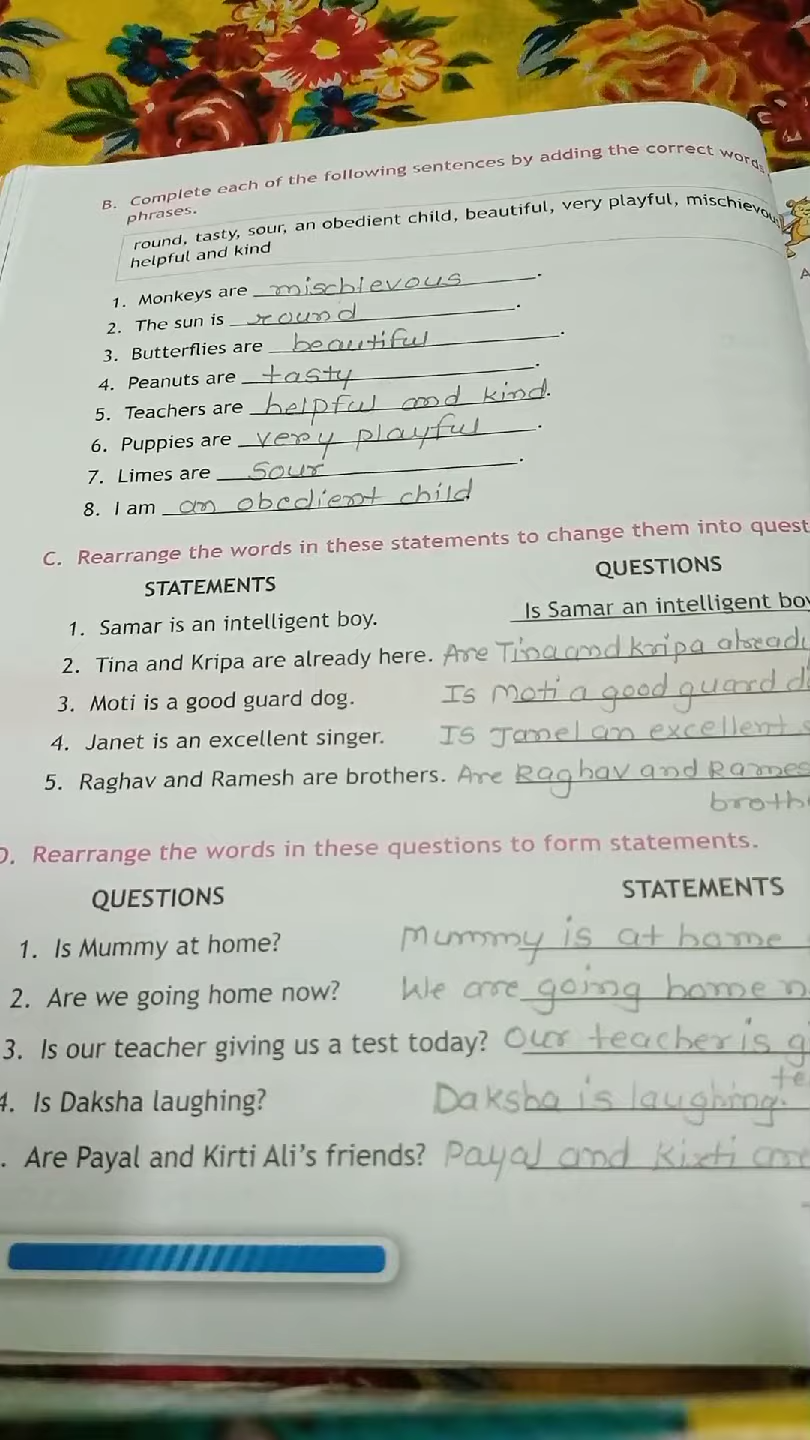 B. Complete each of the following sentences by adding the correct words
phrases.
round, tasty, sour, an obedient child, beautiful, very playful, mischievous
helpful and kind
1. Monkeys are mischievous.
2. The sun is round.
3. Butterflies are beautiful.
4. Peanuts are tasty.
5. Teachers are helpful and kind.
6. Puppies are very playful.
7. Limes are sour.
8. I am an obedient child
C. Rearrange the words in these statements to change them into quest
STATEMENTS QUESTIONS
1. Samar is an intelligent boy. Is Samar an intelligent boy
2. Tina and Kripa are already here. Are Tina and kripa already
3. Moti is a good guard dog. Is Moti a good guard d
4. Janet is an excellent singer. Is Janel an excellent s
5. Raghav and Ramesh are brothers. Are Raghav and Rames
broth
D. Rearrange the words in these questions to form statements.
QUESTIONS STATEMENTS
1. Is Mummy at home? Mummy is at home
2. Are we going home now? We are going home n
3. Is our teacher giving us a test today? Our teacher is g
te
4. Is Daksha laughing? Daksha is laughing.
. Are Payal and Kirti Ali's friends? Payal and Kirti are